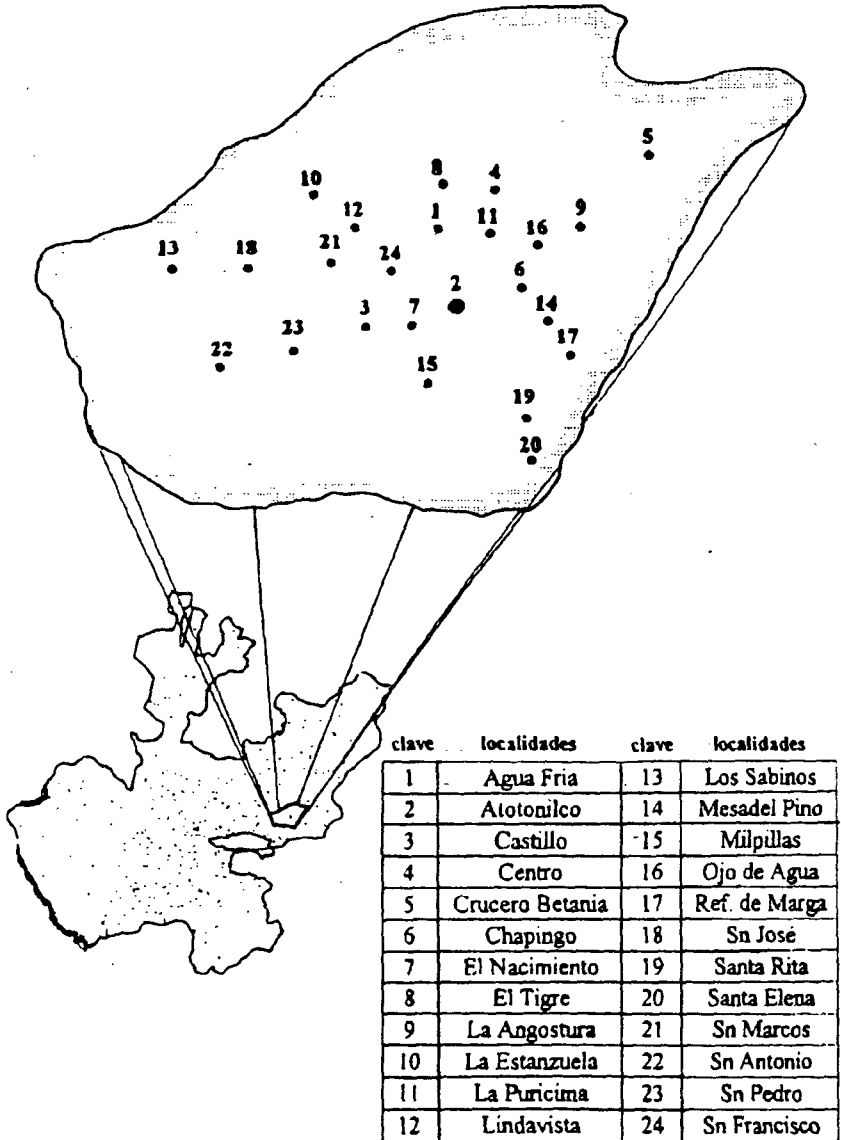 5
8
4
10
12
1
11
9
16
13
18
21
24
6
2
3
7
14
23
17
22
15
19
20
clave localidades clave localidades
1 Agua Fria 13 Los Sabinos
2 Atotonilco 14 Mesadel Pino
3 Castillo 15 Milpillas
4 Centro 16 Ojo de Agua
5 Crucero Betania 17 Ref. de Marga
6 Chapingo 18 Sn José
7 El Nacimiento 19 Santa Rita
8 El Tigre 20 Santa Elena
9 La Angostura 21 Sn Marcos
10 La Estanzuela 22 Sn Antonio
11 La Puricima 23 Sn Pedro
12 Lindavista 24 Sn Francisco